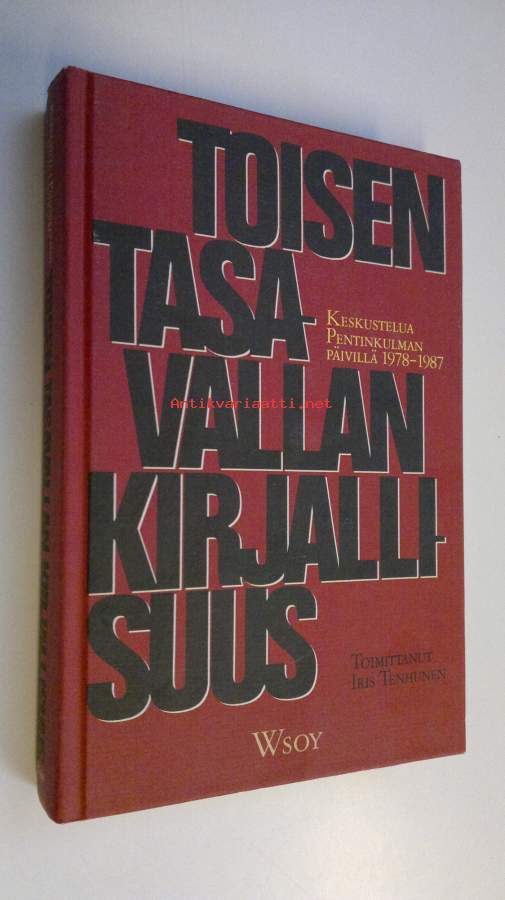 TOISEN
TASA-
VALLAN
KIRJALLI-
SUUS
KESKUSTELUA
PENTINKULMAN
PÄIVILLÄ 1978–1987
Antikvariaatti.net
TOIMITTANUT
IRIS TENHUNEN
WSOY